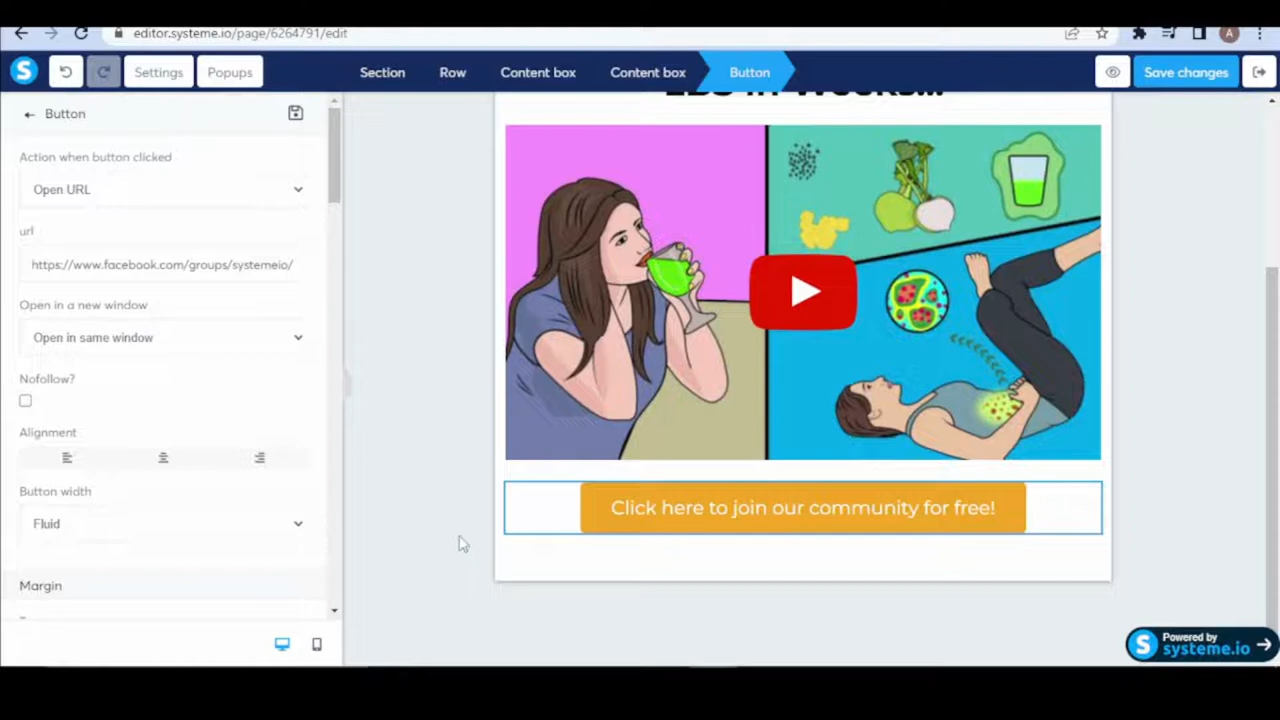 editor.systeme.io/page/6264791/edit
A
S
Settings
Popups
Section
Row
Content box
Content box
Button
Save changes
Button
Action when button clicked
Open URL
url
https://www.facebook.com/groups/systemeio/
Open in a new window
Open in same window
Nofollow?
Alignment
Button width
Fluid
Margin
LBS in Weeks...
Click here to join our community for free!
S
Powered by
systeme.io